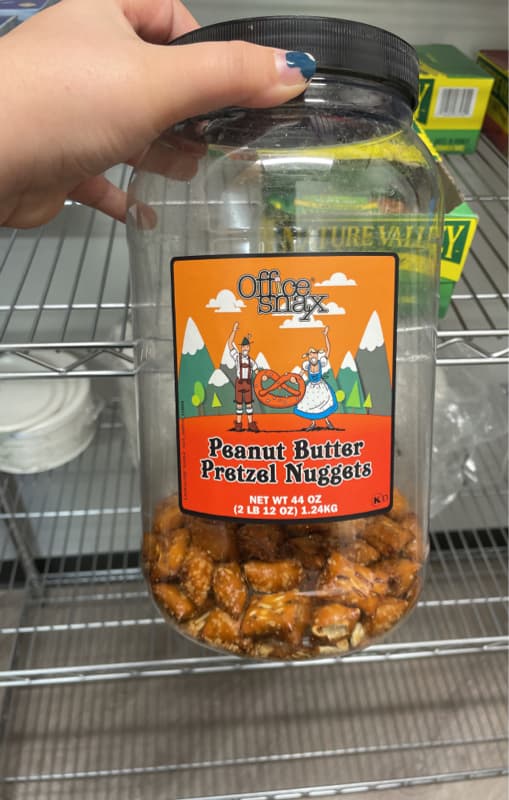 NATURE VALLEY
Office
snax
Peanut Butter
Pretzel Nuggets
NET WT 44 OZ
(2 LB 12 OZ) 1.24KG
K